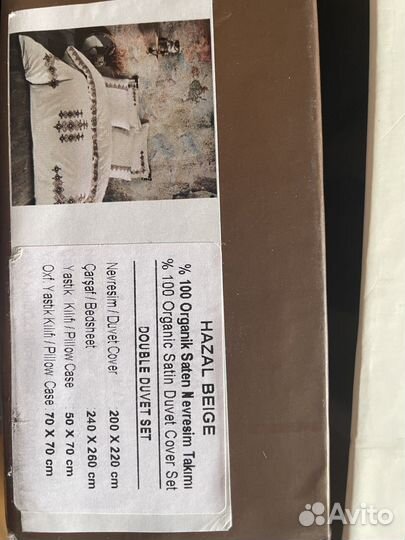 HAZAL BEIGE
% 100 Organik Saten Nevresim Takımı
% 100 Organic Satin Duvet Cover Set
DOUBLE DUVET SET
Nevresim / Duvet Cover 200 X 220 cm
Çarşaf / Bedsheet 240 X 260 cm
Yastık Kılıfı / Pillow Case 50 X 70 cm
Oxf. Yastık Kılıfı / Pillow Case 70 X 70 cm
Avito